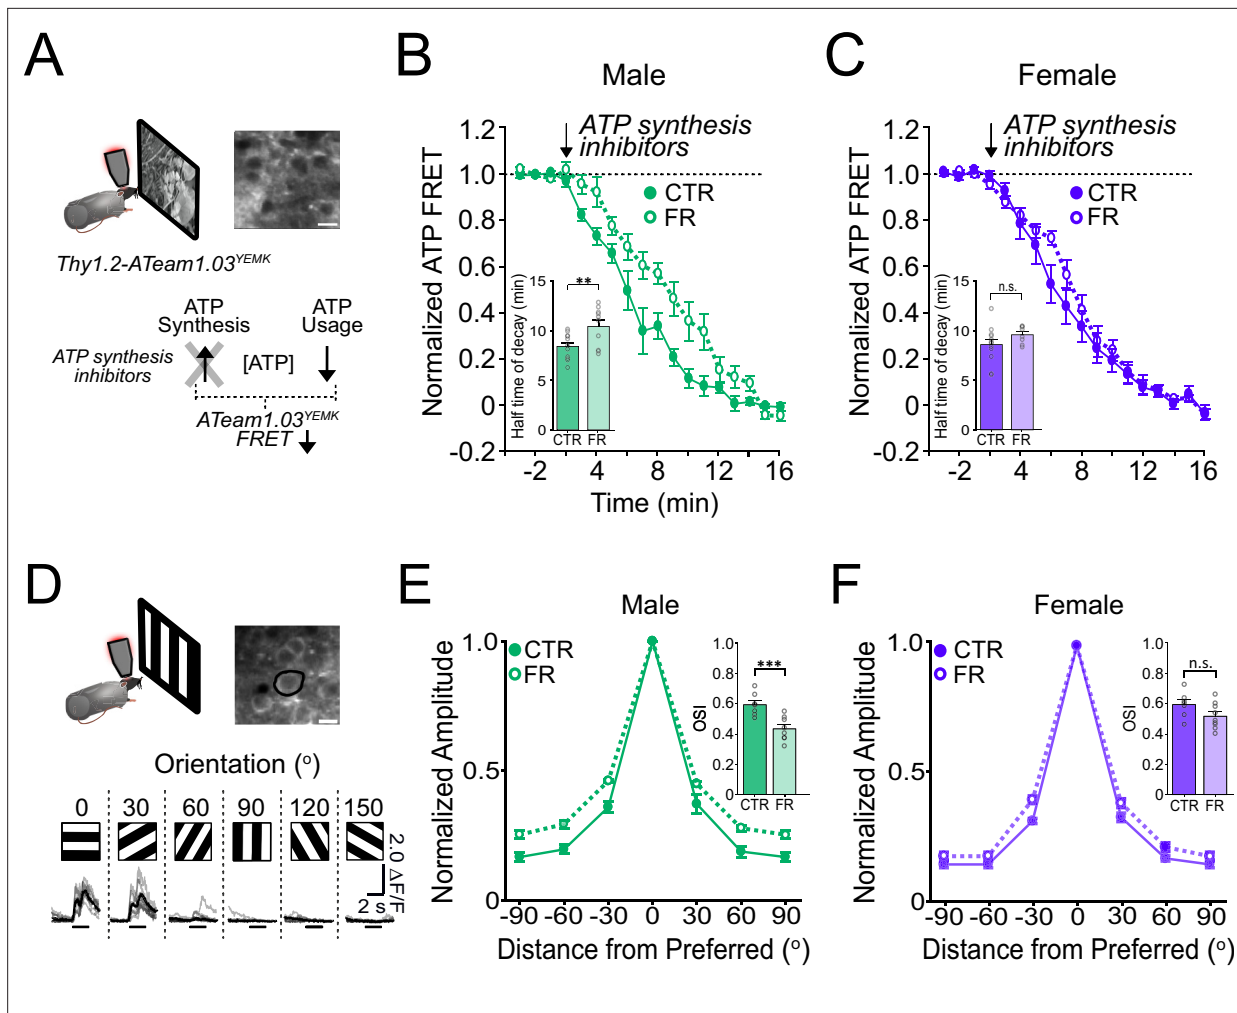 A
Thy1.2-ATeam1.03YEMK
ATP
Synthesis
ATP
Usage
ATP synthesis
inhibitors
[ATP]
ATeam1.03YEMK
FRET
B
Male
ATP synthesis
inhibitors
CTR
FR
Normalized ATP FRET
1.2
1.0
0.8
0.6
0.4
0.2
0
-0.2
-2
4
8
12
16
Time (min)
Half time of decay (min)
15
10
5
0
**
CTR
FR
C
Female
ATP synthesis
inhibitors
CTR
FR
Normalized ATP FRET
1.2
1.0
0.8
0.6
0.4
0.2
0
-0.2
-2
4
8
12
16
Half time of decay (min)
15
10
5
0
n.s.
CTR
FR
D
Orientation (o)
0
30
60
90
120
150
2.0 ΔF/F
2 s
E
Male
CTR
FR
Normalized Amplitude
1.0
0.5
0
-90
-60
-30
0
30
60
90
Distance from Preferred (o)
OSI
1.0
0.8
0.6
0.4
0.2
0
***
CTR
FR
F
Female
CTR
FR
Normalized Amplitude
1.0
0.5
0
-90
-60
-30
0
30
60
90
Distance from Preferred (o)
OSI
1.0
0.8
0.6
0.4
0.2
0
n.s.
CTR
FR